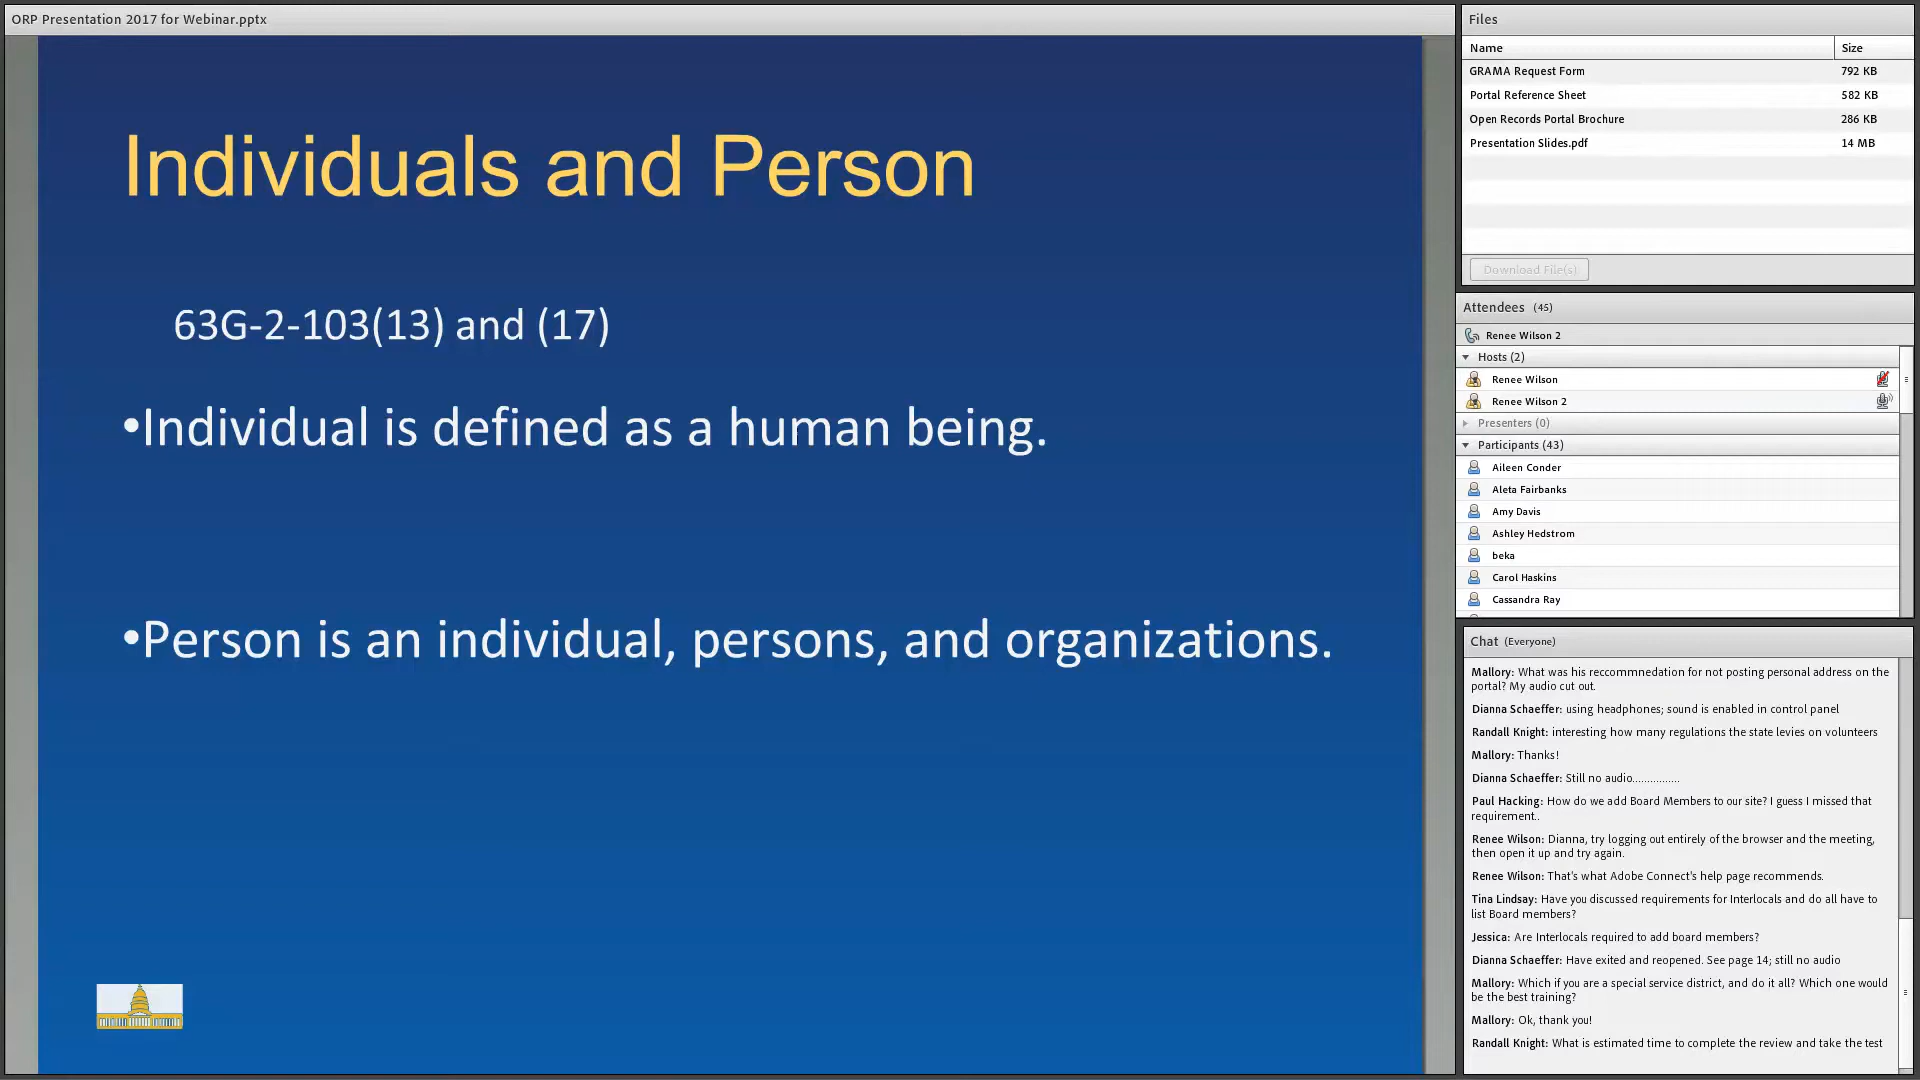 ORP Presentation 2017 for Webinar.pptx
Individuals and Person
63G-2-103(13) and (17)
•Individual is defined as a human being.
•Person is an individual, persons, and organizations.
Files
Name Size
GRAMA Request Form 792 KB
Portal Reference Sheet 582 KB
Open Records Portal Brochure 286 KB
Presentation Slides.pdf 14 MB
Download File(s)
Attendees (45)
Renee Wilson 2
Hosts (2)
Renee Wilson
Renee Wilson 2
Presenters (0)
Participants (43)
Aileen Conder
Aleta Fairbanks
Amy Davis
Ashley Hedstrom
beka
Carol Haskins
Cassandra Ray
Chat (Everyone)
Mallory: What was his reccommnedation for not posting personal address on the
portal? My audio cut out.
Dianna Schaeffer: using headphones; sound is enabled in control panel
Randall Knight: interesting how many regulations the state levies on volunteers
Mallory: Thanks!
Dianna Schaeffer: Still no audio................
Paul Hacking: How do we add Board Members to our site? I guess I missed that
requirement..
Renee Wilson: Dianna, try logging out entirely of the browser and the meeting,
then open it up and try again.
Renee Wilson: That's what Adobe Connect's help page recommends.
Tina Lindsay: Have you discussed requirements for Interlocals and do all have to
list Board members?
Jessica: Are Interlocals required to add board members?
Dianna Schaeffer: Have exited and reopened. See page 14; still no audio
Mallory: Which if you are a special service district, and do it all? Which one would
be the best training?
Mallory: Ok, thank you!
Randall Knight: What is estimated time to complete the review and take the test